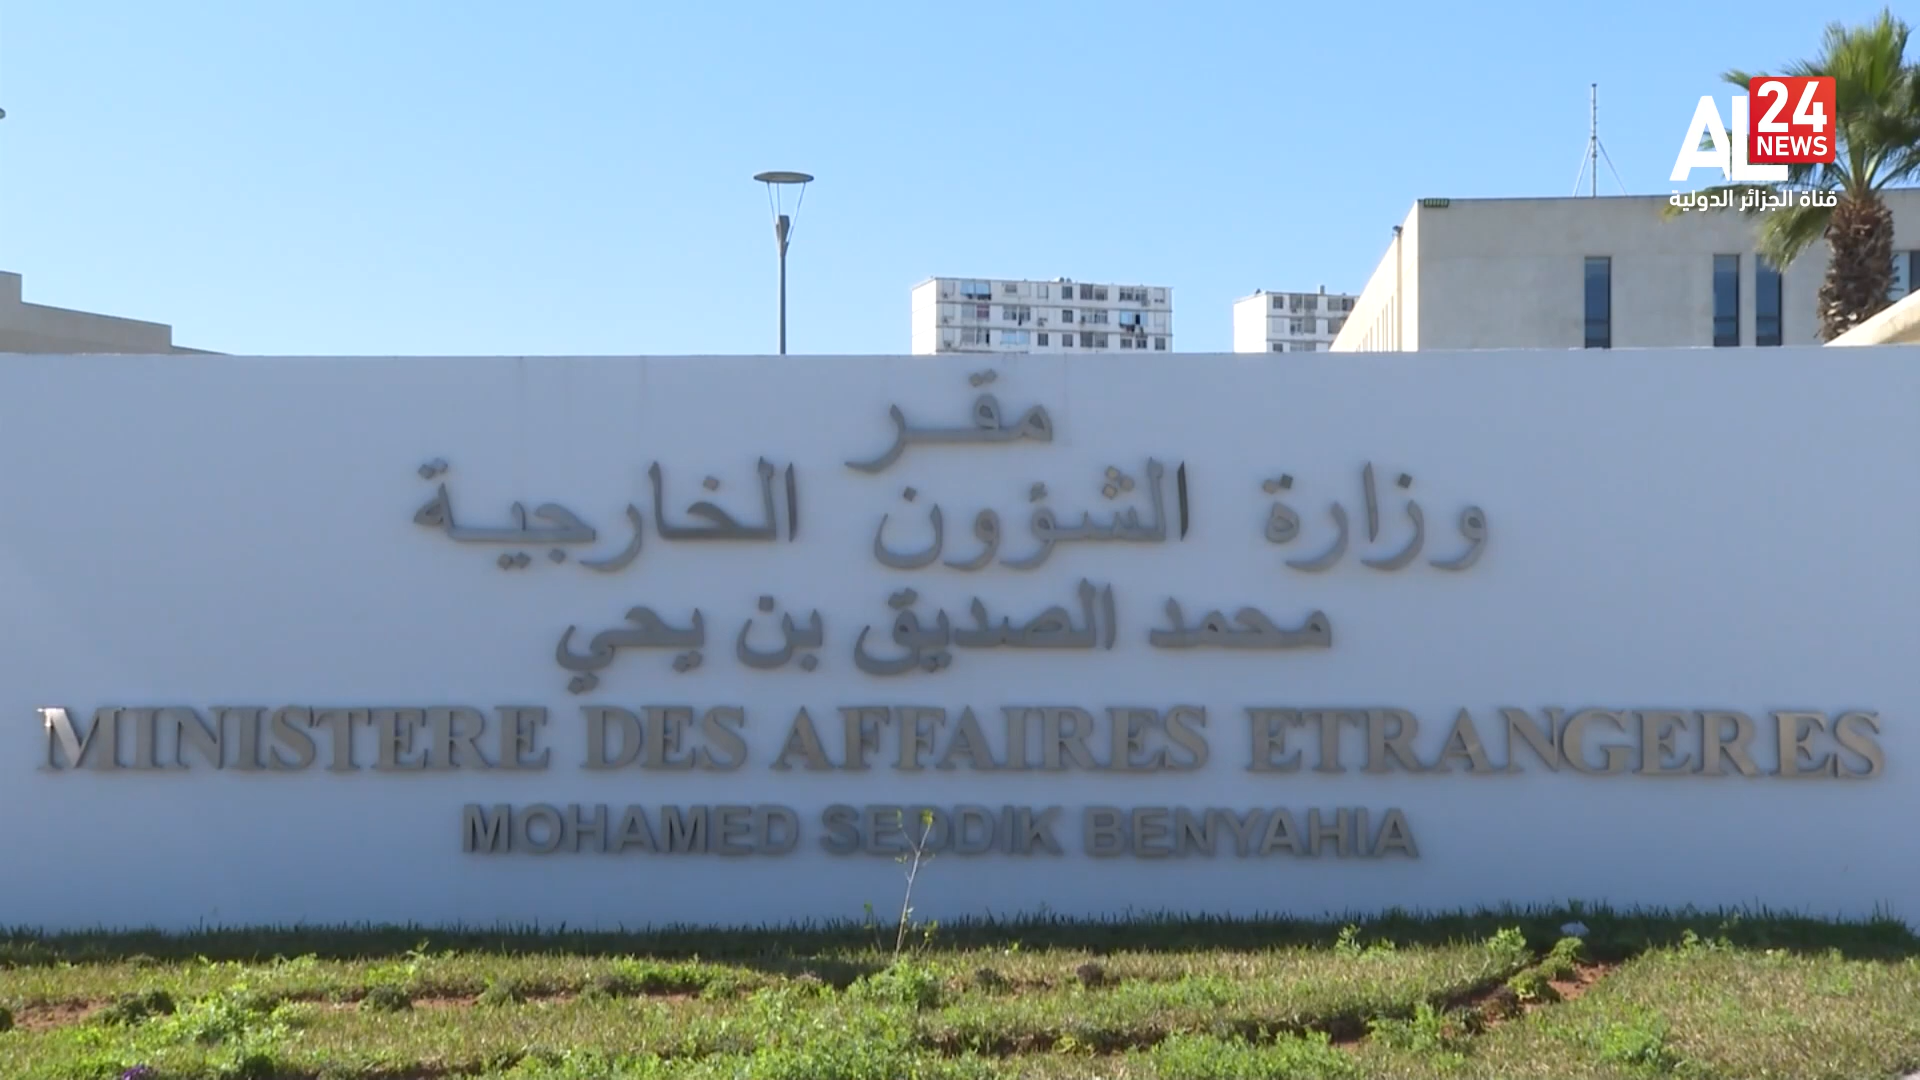 AL 24 NEWS
قناة الجزائر الدولية
مقر
وزارة الشؤون الخارجية
محمد الصديق بن يحي
MINISTERE DES AFFAIRES ETRANGERES
MOHAMED SEDDIK BENYAHIA